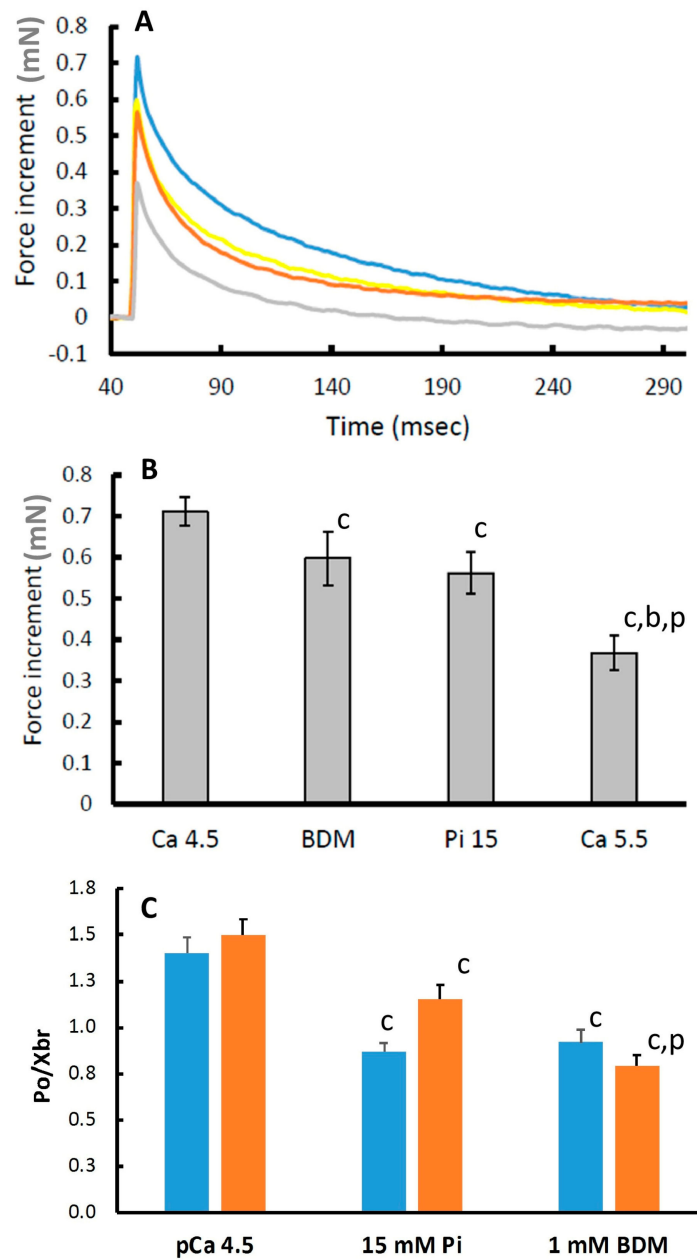 A
Force increment (mN)
0.8
0.7
0.6
0.5
0.4
0.3
0.2
0.1
0
-0.1
40 90 140 190 240 290
Time (msec)
B
Force increment (mN)
0.8
0.7
0.6
0.5
0.4
0.3
0.2
0.1
0
c
c
c,b,p
Ca 4.5 BDM Pi 15 Ca 5.5
C
Po/Xbr
1.8
1.5
1.3
1.0
0.8
0.5
0.3
0.0
c
c
c
c,p
pCa 4.5 15 mM Pi 1 mM BDM